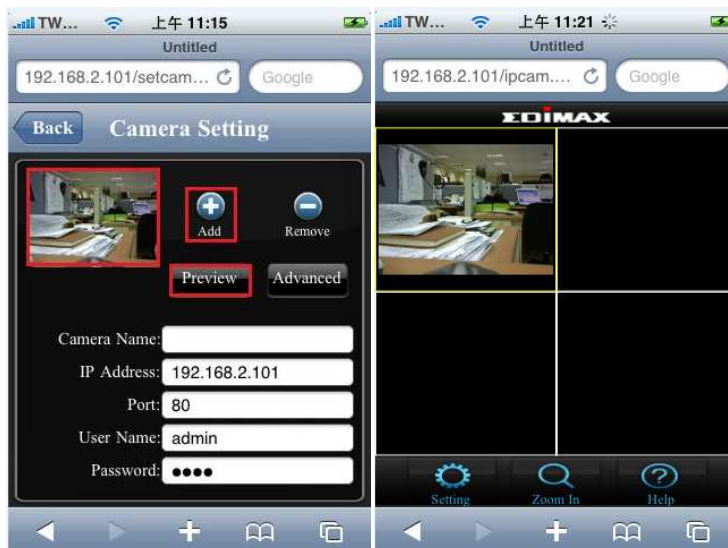 TW... 上午 11:15
Untitled
192.168.2.101/setcam... Google
Back Camera Setting
Add Remove
Preview Advanced
Camera Name:
IP Address: 192.168.2.101
Port: 80
User Name: admin
Password: ●●●●
TW... 上午 11:21
Untitled
192.168.2.101/ipcam.... Google
EDIMAX
Setting Zoom In Help